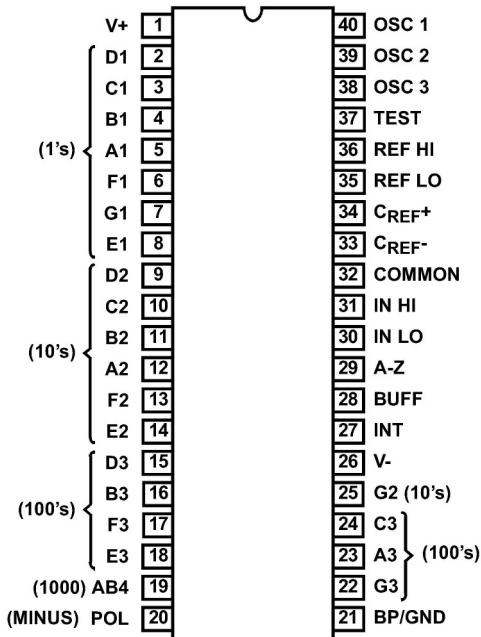 V+ 1 40 OSC 1
D1 2 39 OSC 2
C1 3 38 OSC 3
B1 4 37 TEST
(1's) A1 5 36 REF HI
F1 6 35 REF LO
G1 7 34 CREF+
E1 8 33 CREF-
D2 9 32 COMMON
C2 10 31 IN HI
B2 11 30 IN LO
(10's) A2 12 29 A-Z
F2 13 28 BUFF
E2 14 27 INT
D3 15 26 V-
(100's) B3 16 25 G2 (10's)
F3 17 24 C3
E3 18 23 A3 (100's)
(1000) AB4 19 22 G3
(MINUS) POL 20 21 BP/GND